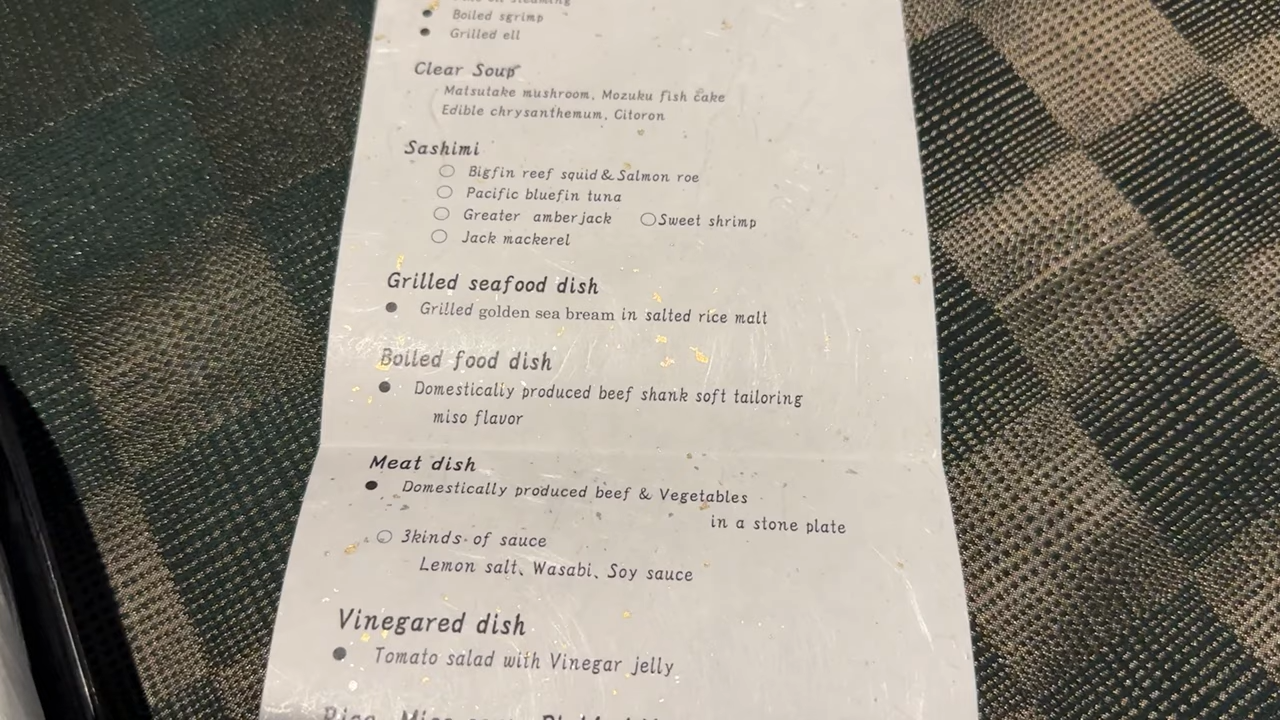 ● Boiled sgrimp
● Grilled ell
Clear Soup
Matsutake mushroom, Mozuku fish cake
Edible chrysanthemum, Citoron
Sashimi
○ Bigfin reef squid & Salmon roe
○ Pacific bluefin tuna
○ Greater amberjack ○Sweet shrimp
○ Jack mackerel
Grilled seafood dish
● Grilled golden sea bream in salted rice malt
Boiled food dish
● Domestically produced beef shank soft tailoring
miso flavor
Meat dish
● Domestically produced beef & Vegetables
in a stone plate
○ 3kinds of sauce
Lemon salt、Wasabi、Soy sauce
Vinegared dish
● Tomato salad with Vinegar jelly